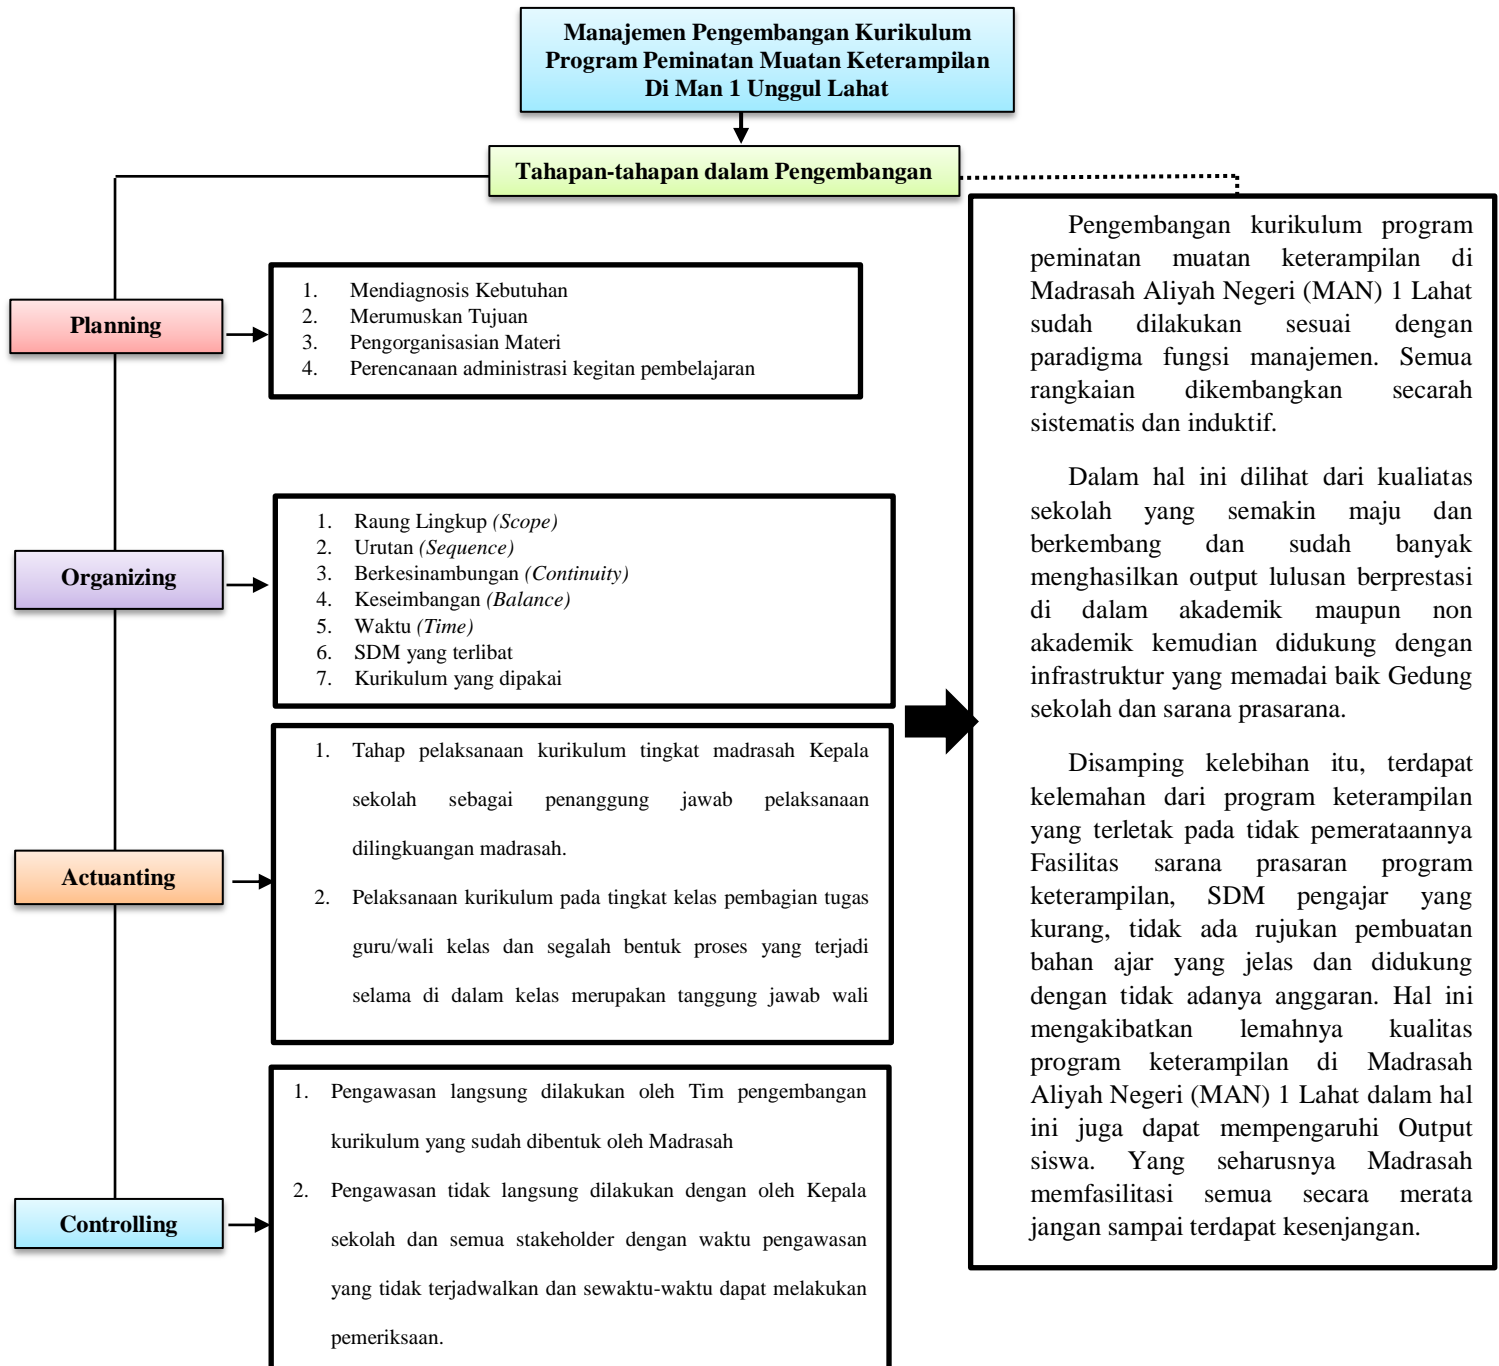 Manajemen Pengembangan Kurikulum
Program Peminatan Muatan Keterampilan
Di Man 1 Unggul Lahat
Tahapan-tahapan dalam Pengembangan
Planning
1. Mendiagnosis Kebutuhan
2. Merumuskan Tujuan
3. Pengorganisasian Materi
4. Perencanaan administrasi kegitan pembelajaran
Organizing
1. Raung Lingkup (Scope)
2. Urutan (Sequence)
3. Berkesinambungan (Continuity)
4. Keseimbangan (Balance)
5. Waktu (Time)
6. SDM yang terlibat
7. Kurikulum yang dipakai
Actuanting
1. Tahap pelaksanaan kurikulum tingkat madrasah Kepala
sekolah sebagai penanggung jawab pelaksanaan
dilingkuangan madrasah.
2. Pelaksanaan kurikulum pada tingkat kelas pembagian tugas
guru/wali kelas dan segalah bentuk proses yang terjadi
selama di dalam kelas merupakan tanggung jawab wali
Controlling
1. Pengawasan langsung dilakukan oleh Tim pengembangan
kurikulum yang sudah dibentuk oleh Madrasah
2. Pengawasan tidak langsung dilakukan dengan oleh Kepala
sekolah dan semua stakeholder dengan waktu pengawasan
yang tidak terjadwalkan dan sewaktu-waktu dapat melakukan
pemeriksaan.
Pengembangan kurikulum program
peminatan muatan keterampilan di
Madrasah Aliyah Negeri (MAN) 1 Lahat
sudah dilakukan sesuai dengan
paradigma fungsi manajemen. Semua
rangkaian dikembangkan secarah
sistematis dan induktif.
Dalam hal ini dilihat dari kualiatas
sekolah yang semakin maju dan
berkembang dan sudah banyak
menghasilkan output lulusan berprestasi
di dalam akademik maupun non
akademik kemudian didukung dengan
infrastruktur yang memadai baik Gedung
sekolah dan sarana prasarana.
Disamping kelebihan itu, terdapat
kelemahan dari program keterampilan
yang terletak pada tidak pemerataannya
Fasilitas sarana prasaran program
keterampilan, SDM pengajar yang
kurang, tidak ada rujukan pembuatan
bahan ajar yang jelas dan didukung
dengan tidak adanya anggaran. Hal ini
mengakibatkan lemahnya kualitas
program keterampilan di Madrasah
Aliyah Negeri (MAN) 1 Lahat dalam hal
ini juga dapat mempengaruhi Output
siswa. Yang seharusnya Madrasah
memfasilitasi semua secara merata
jangan sampai terdapat kesenjangan.